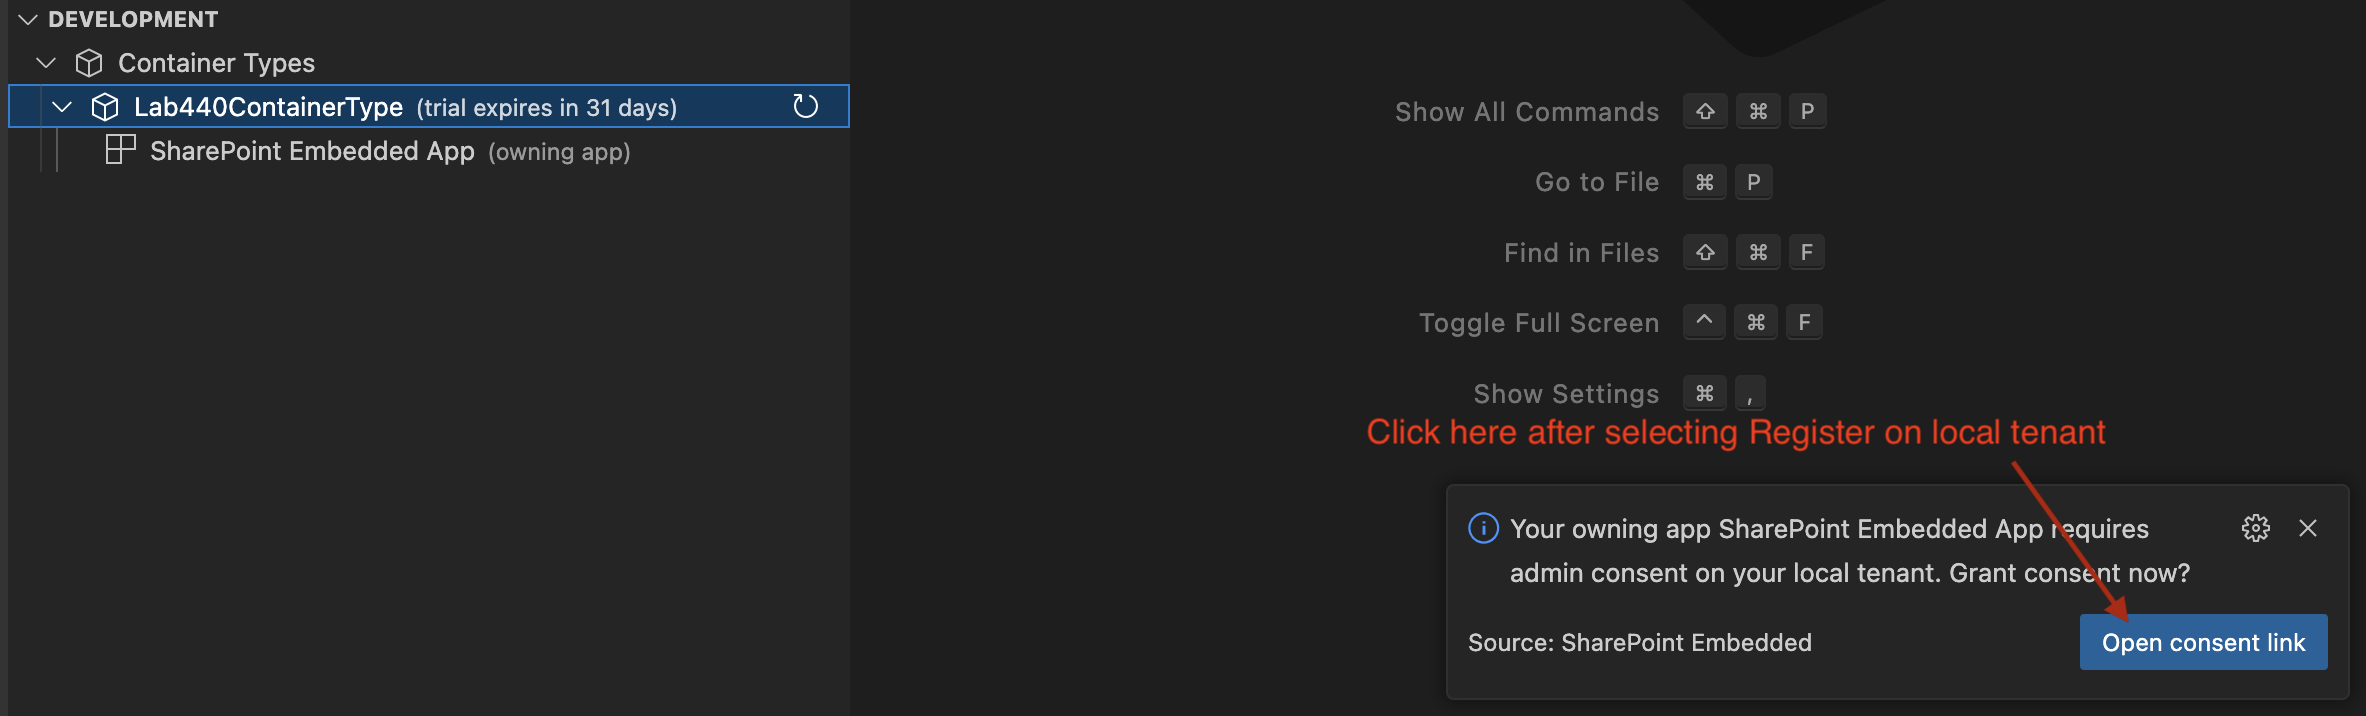 DEVELOPMENT
Container Types
Lab440ContainerType (trial expires in 31 days)
SharePoint Embedded App (owning app)
Show All Commands ⇧ ⌘ P
Go to File ⌘ P
Find in Files ⇧ ⌘ F
Toggle Full Screen ^ ⌘ F
Show Settings ⌘ ,
Click here after selecting Register on local tenant
Your owning app SharePoint Embedded App requires
admin consent on your local tenant. Grant consent now?
Source: SharePoint Embedded
Open consent link